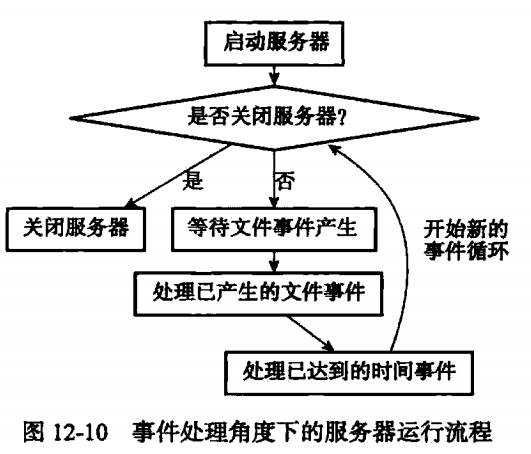 启动服务器
是否关闭服务器?
是
否
关闭服务器
等待文件事件产生
开始新的
事件循环
处理已产生的文件事件
处理已达到的时间事件
图 12-10 事件处理角度下的服务器运行流程